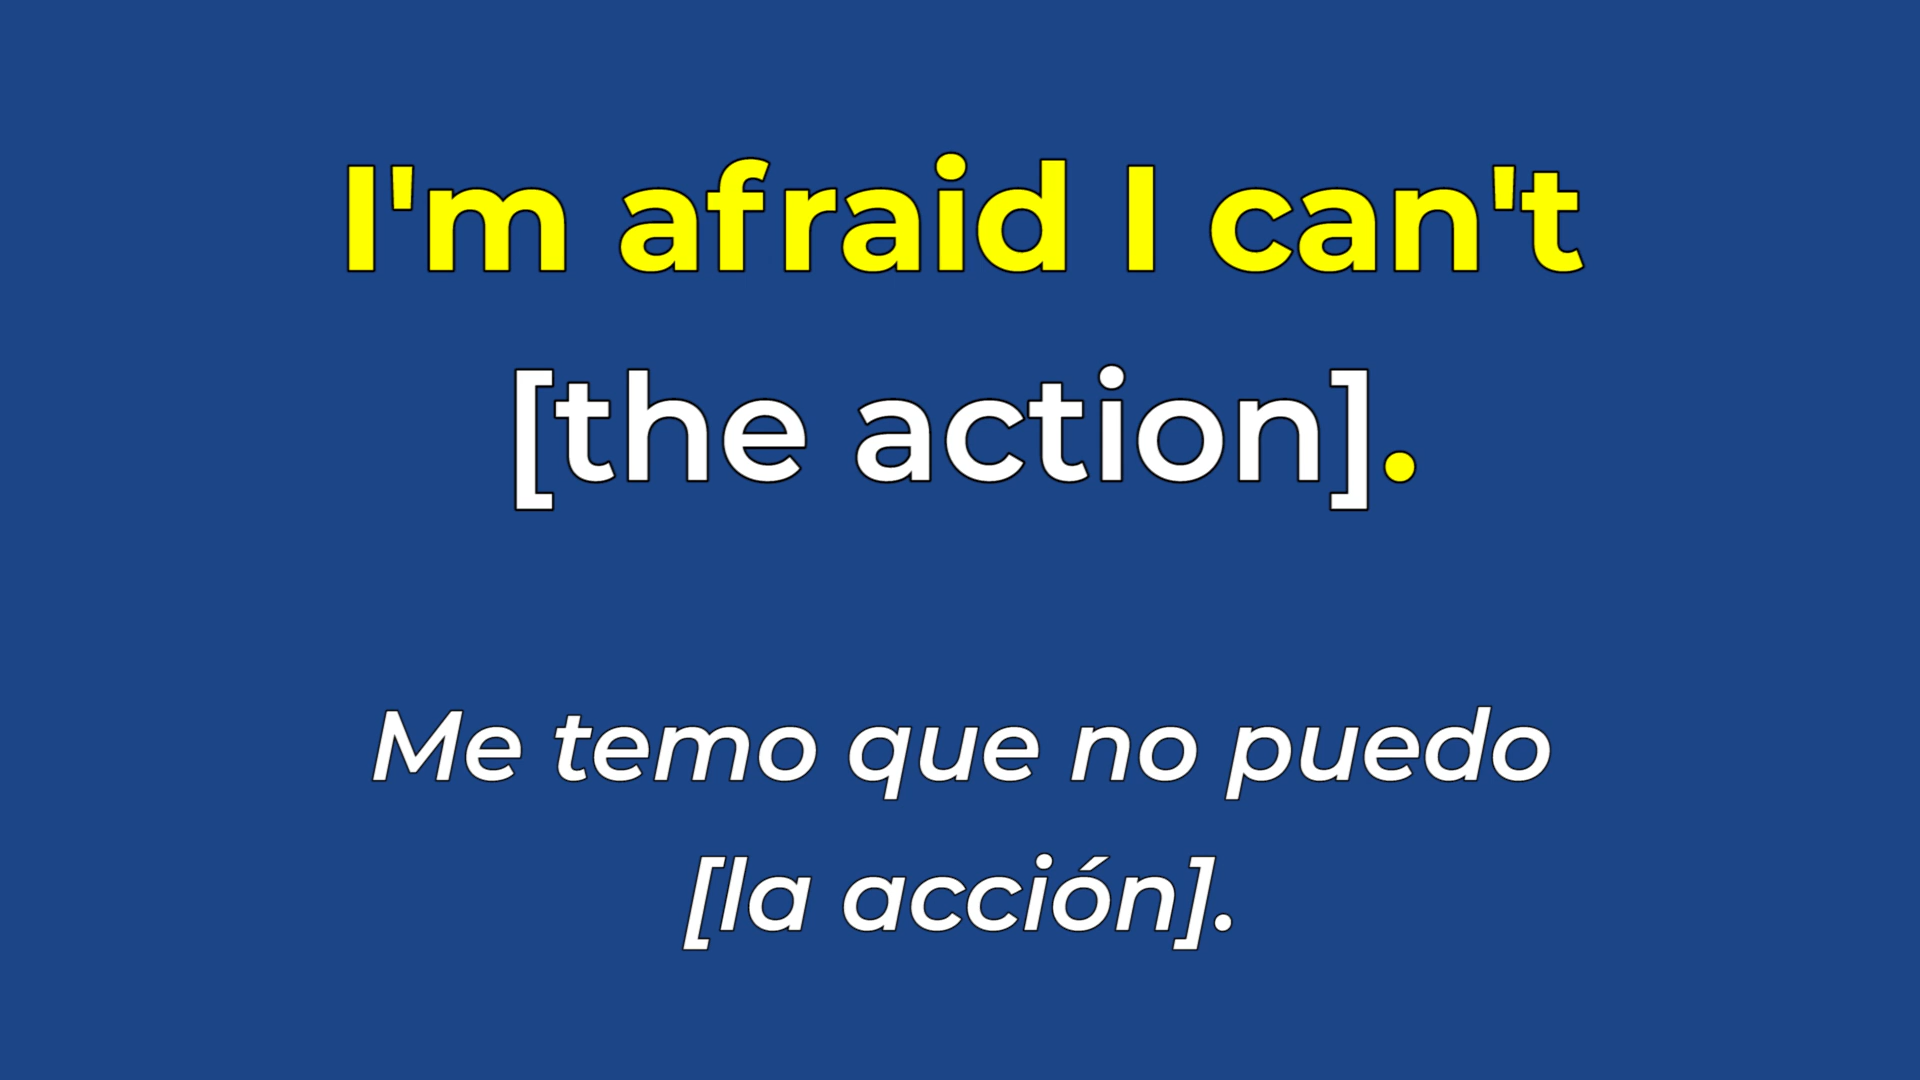 I'm afraid I can't
[the action].
Me temo que no puedo
[la acción].